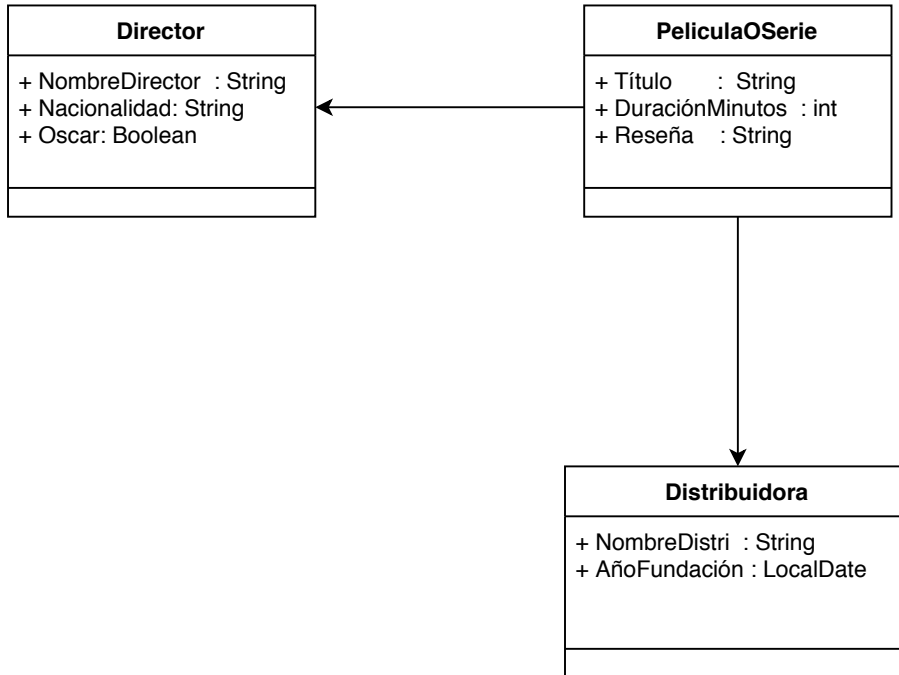 Director
+ NombreDirector : String
+ Nacionalidad: String
+ Oscar: Boolean
PeliculaOSerie
+ Título : String
+ DuraciónMinutos : int
+ Reseña : String
Distribuidora
+ NombreDistri : String
+ AñoFundación : LocalDate